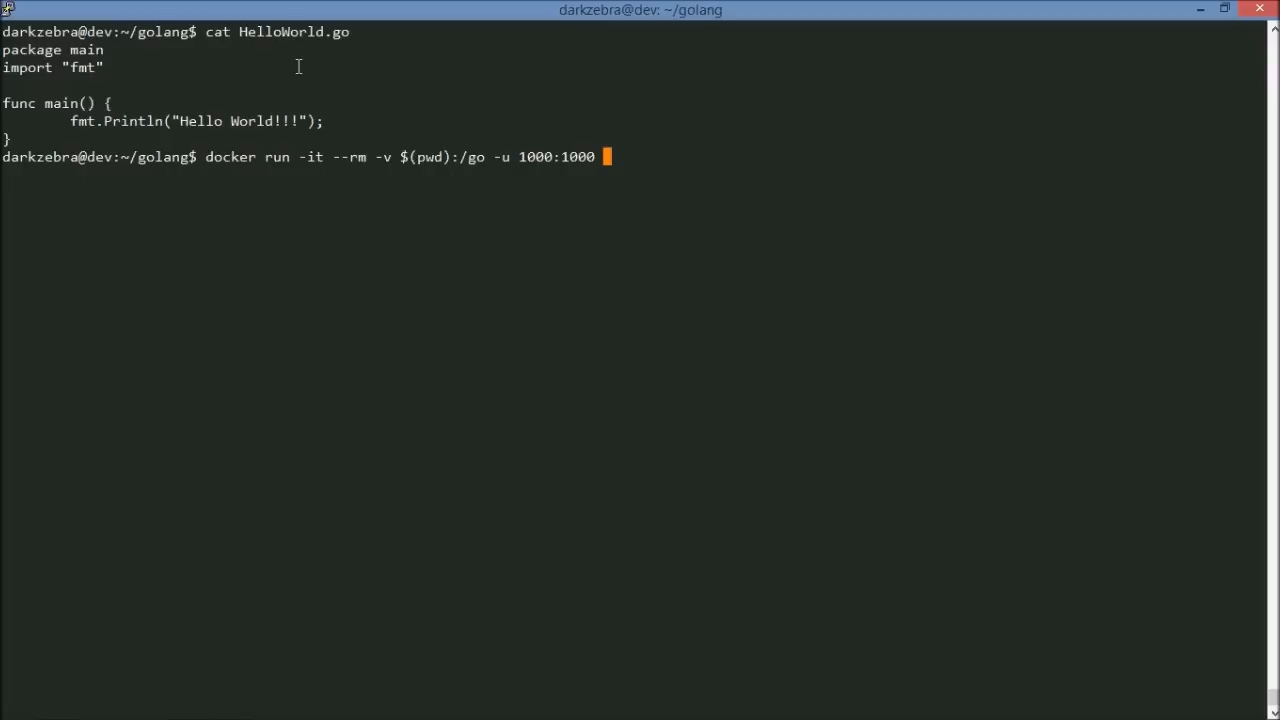 darkzebra@dev: ~/golang
darkzebra@dev:~/golang$ cat HelloWorld.go
package main
import "fmt"

func main() {
        fmt.Println("Hello World!!!");
}
darkzebra@dev:~/golang$ docker run -it --rm -v $(pwd):/go -u 1000:1000